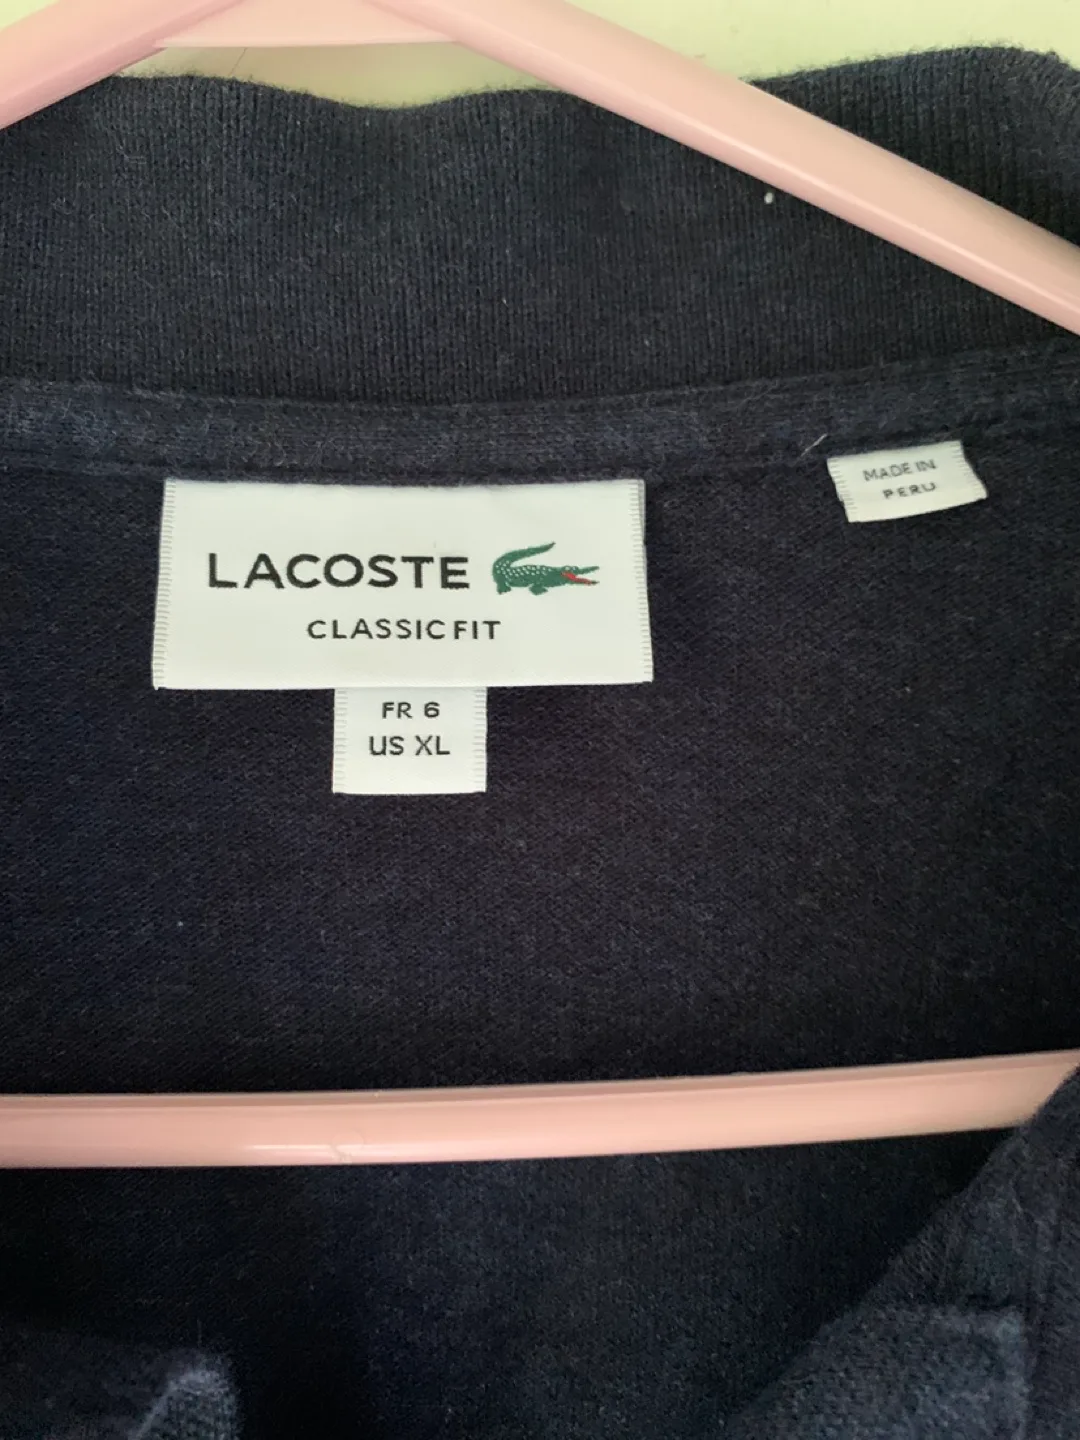 MADE IN
PERU
LACOSTE
CLASSIC FIT
FR 6
US XL